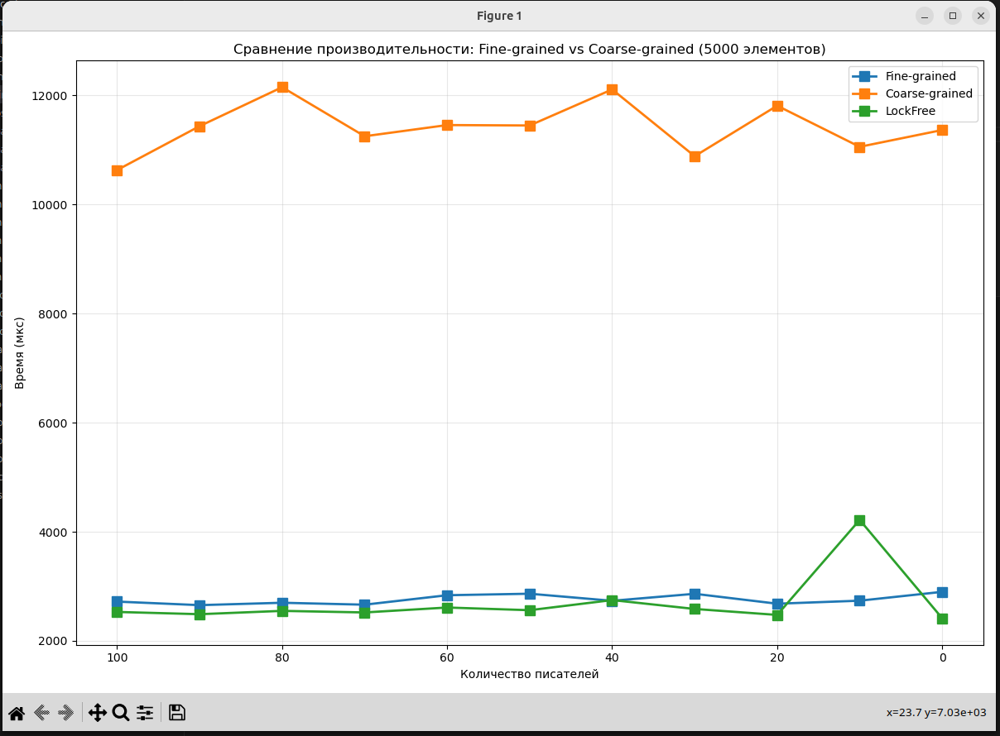 Figure 1
Сравнение производительности: Fine-grained vs Coarse-grained (5000 элементов)
Fine-grained
Coarse-grained
LockFree
Время (мкс)
12000
10000
8000
6000
4000
2000
100 80 60 40 20 0
Количество писателей
x=23.7 y=7.03e+03